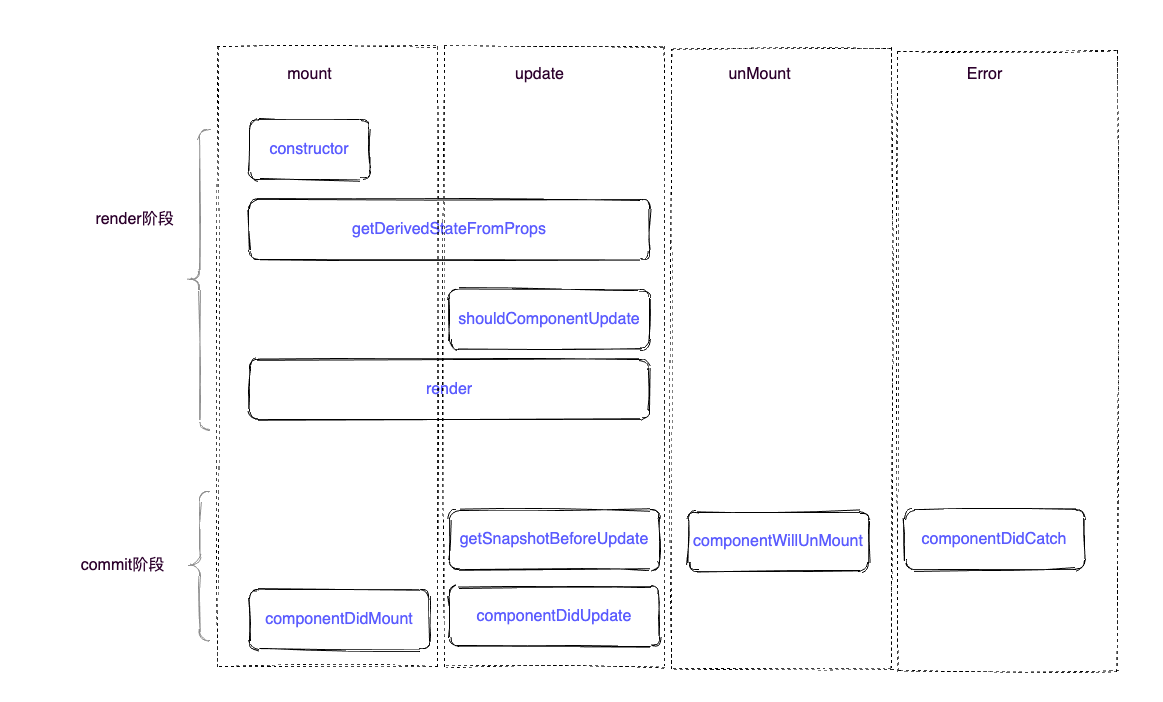 mount
update
unMount
Error
constructor
render阶段
getDerivedStateFromProps
shouldComponentUpdate
render
getSnapshotBeforeUpdate
componentWillUnMount
componentDidCatch
commit阶段
componentDidMount
componentDidUpdate